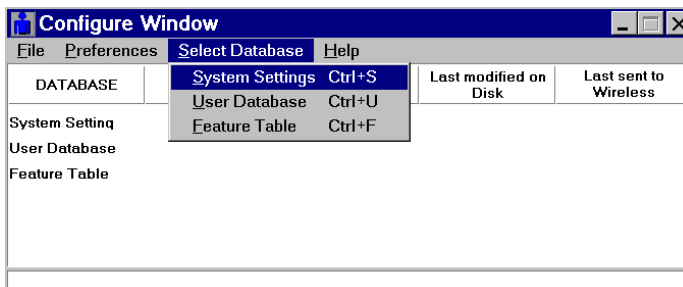 Configure Window
File Preferences Select Database Help
System Settings Ctrl+S
User Database Ctrl+U
Feature Table Ctrl+F
DATABASE
Last modified on
Disk
Last sent to
Wireless
System Setting
User Database
Feature Table